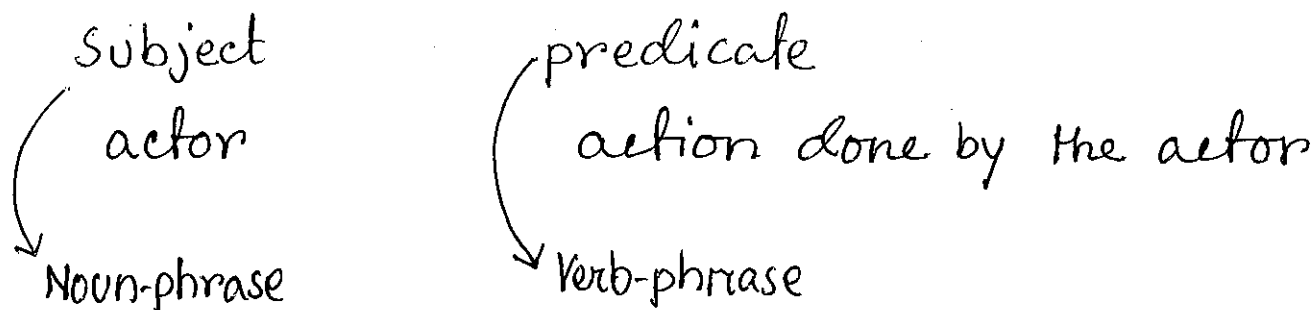 Subject predicate
actor action done by the actor
Noun-phrase Verb-phrase